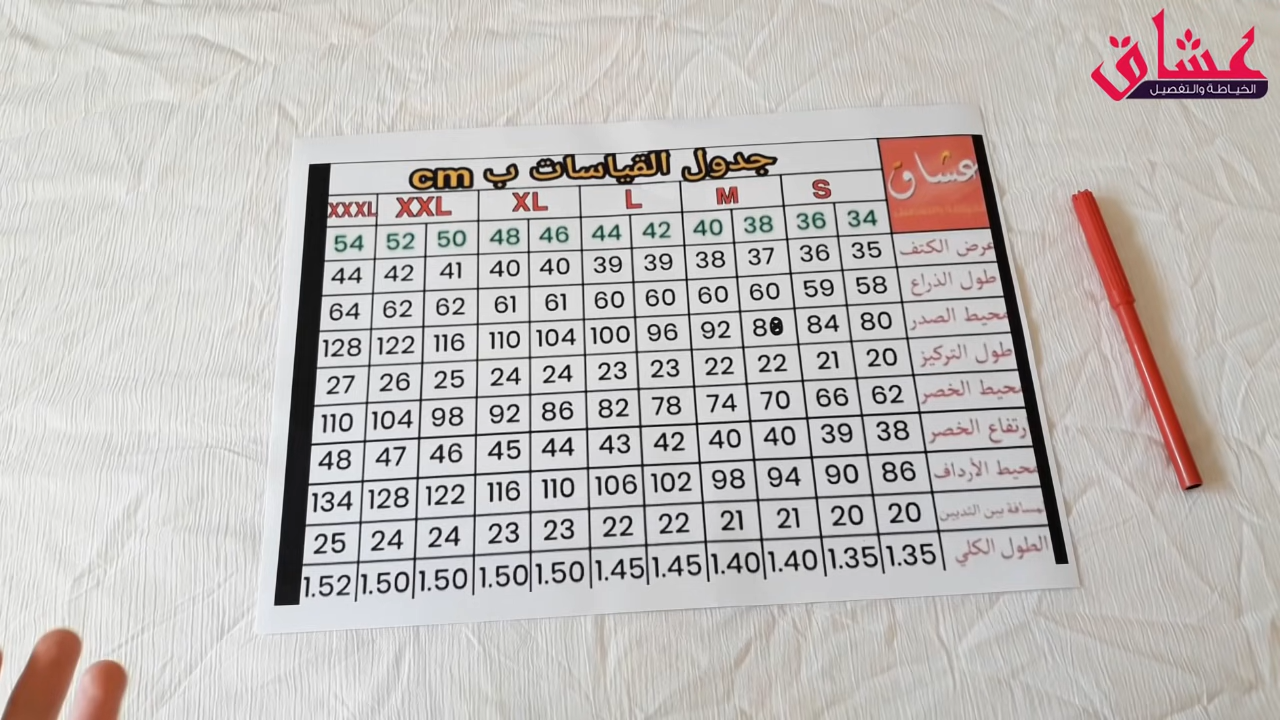 عشاق
الخياطة والتفصيل
جدول القياسات ب cm
عشاق
S M L XL XXL XXXL
34 36 38 40 42 44 46 48 50 52 54
عرض الكتف 35 36 37 38 39 39 40 40 41 42 44
طول الذراع 58 59 60 60 60 60 61 61 62 62 64
محيط الصدر 80 84 88 92 96 100 104 110 116 122 128
طول التركيز 20 21 22 22 23 23 24 24 25 26 27
محيط الخصر 62 66 70 74 78 82 86 92 98 104 110
رتفاع الخصر 38 39 40 40 42 43 44 45 46 47 48
محيط الأرداف 86 90 94 98 102 106 110 116 122 128 134
لمسافة بين الثديين 20 20 21 21 22 22 23 23 24 24 25
الطول الكلي 1.35 1.35 1.40 1.40 1.45 1.45 1.50 1.50 1.50 1.50 1.52